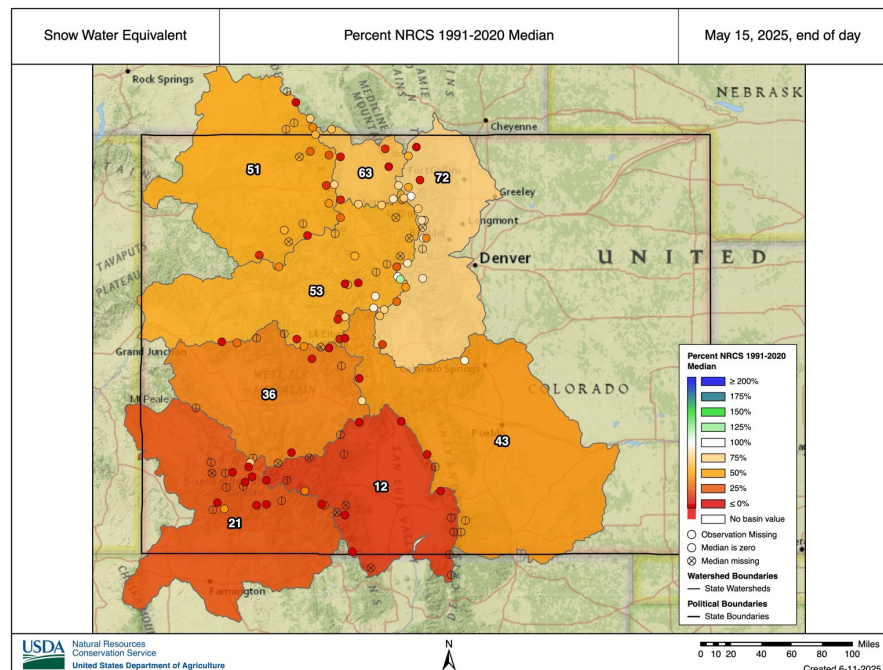 Snow Water Equivalent
Percent NRCS 1991-2020 Median
May 15, 2025, end of day
Rock Springs
NEBRASK
Cheyenne
51
63
72
Greeley
Longmont
TAVAPUTS
PLATEAU
Denver
UNITED
53
Grand Junction
36
COLORADO
43
12
21
Farmington
Percent NRCS 1991-2020
Median
≥ 200%
175%
150%
125%
100%
75%
50%
25%
≤ 0%
No basin value
Observation Missing
Median is zero
Median missing
Watershed Boundaries
State Watersheds
Political Boundaries
State Boundaries
USDA
Natural Resources
Conservation Service
United States Department of Agriculture
N
Miles
0 10 20 40 60 80 100
Created 6-11-2025